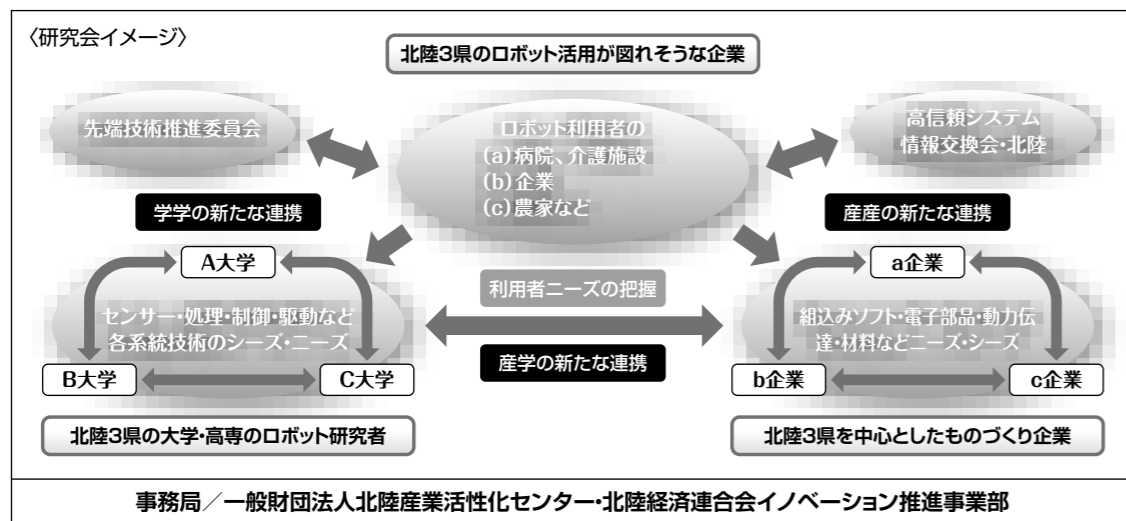 〈研究会イメージ〉
北陸3県のロボット活用が図れそうな企業
先端技術推進委員会
ロボット利用者の
(a)病院、介護施設
(b)企業
(c)農家など
高信頼システム
情報交換会・北陸
学学の新たな連携
産産の新たな連携
A大学
センサー・処理・制御・駆動など
各系統技術のシーズ・ニーズ
B大学
C大学
利用者ニーズの把握
産学の新たな連携
a企業
組込みソフト・電子部品・動力伝
達・材料などニーズ・シーズ
b企業
c企業
北陸3県の大学・高専のロボット研究者
北陸3県を中心としたものづくり企業
事務局／一般財団法人北陸産業活性化センター・北陸経済連合会イノベーション推進事業部